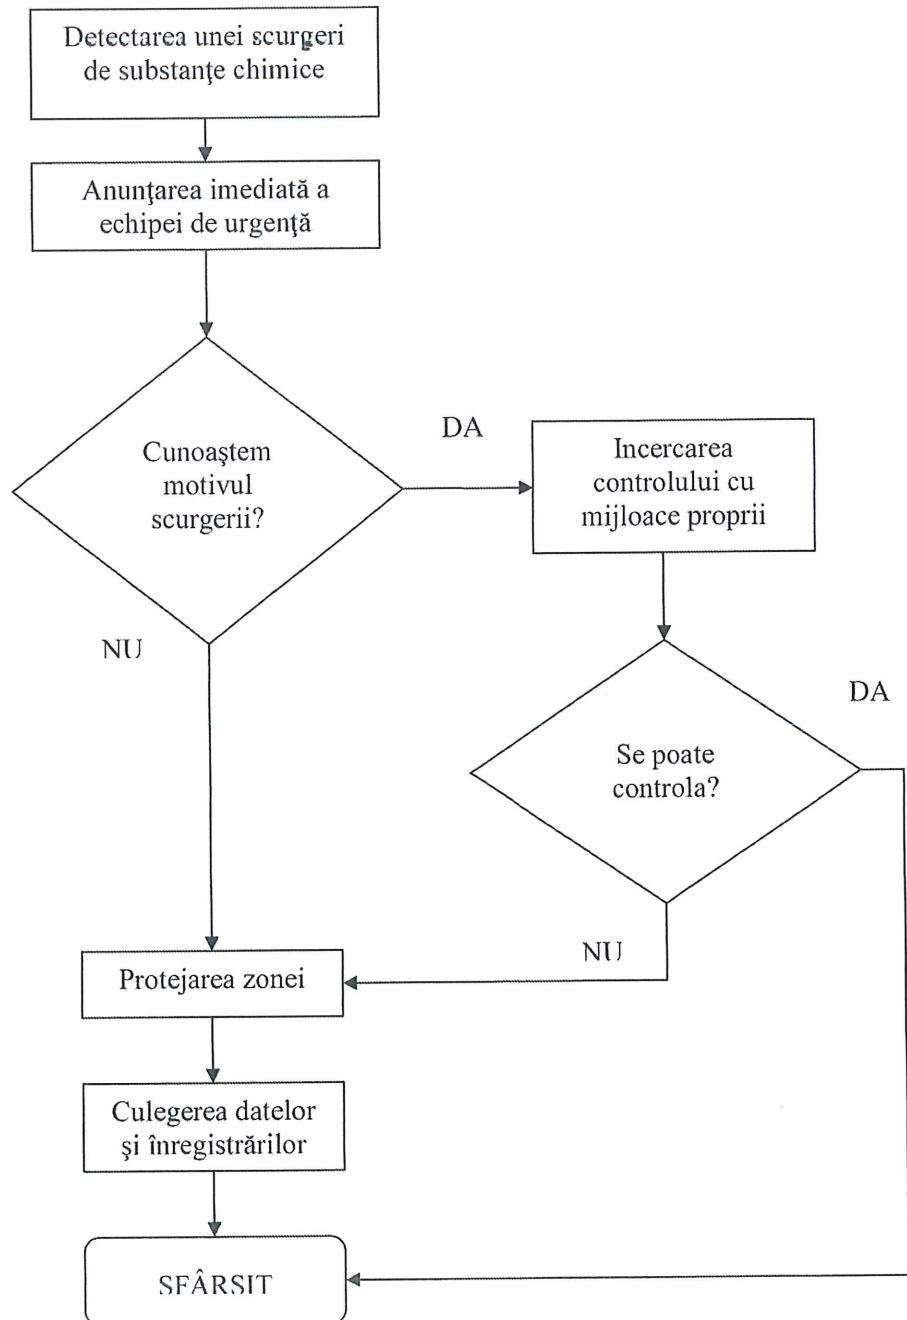 Detectarea unei scurgeri
de substanţe chimice
Anunţarea imediată a
echipei de urgenţă
Cunoaştem
motivul
scurgerii?
DA
Incercarea
controlului cu
mijloace proprii
NU
DA
Se poate
controla?
NU
Protejarea zonei
Culegerea datelor
şi înregistrărilor
SFÂRSIT